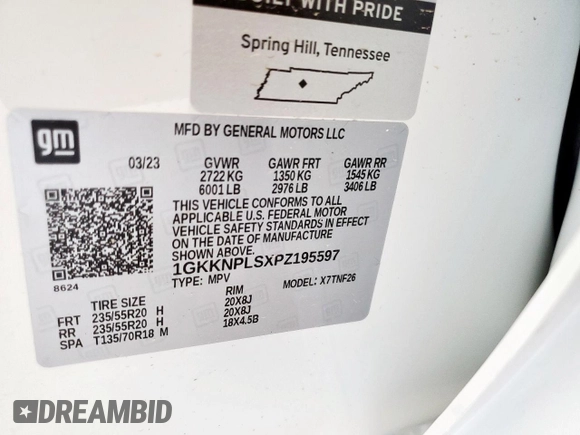 BUILT WITH PRIDE
Spring Hill, Tennessee
gm
MFD BY GENERAL MOTORS LLC
03/23 GVWR GAWR FRT GAWR RR
2722 KG 1350 KG 1545 KG
6001 LB 2976 LB 3406 LB
THIS VEHICLE CONFORMS TO ALL
APPLICABLE U.S. FEDERAL MOTOR
VEHICLE SAFETY STANDARDS IN EFFECT
ON THE DATE OF MANUFACTURE
SHOWN ABOVE.
1GKKNPLSXPZ195597
TYPE: MPV MODEL: X7TNF26
8624
TIRE SIZE RIM
FRT 235/55R20 H 20X8J
RR 235/55R20 H 20X8J
SPA T135/70R18 M 18X4.5B
DREAMBID